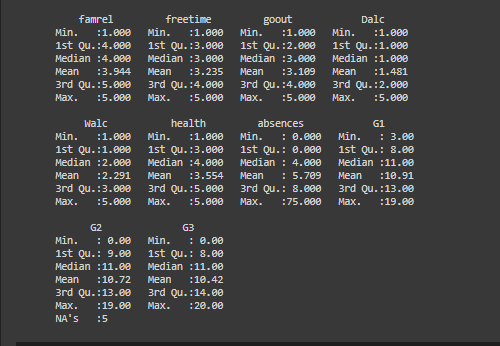 famrel freetime goout Dalc
Min. :1.000 Min. :1.000 Min. :1.000 Min. :1.000
1st Qu.:4.000 1st Qu.:3.000 1st Qu.:2.000 1st Qu.:1.000
Median :4.000 Median :3.000 Median :3.000 Median :1.000
Mean :3.944 Mean :3.235 Mean :3.109 Mean :1.481
3rd Qu.:5.000 3rd Qu.:4.000 3rd Qu.:4.000 3rd Qu.:2.000
Max. :5.000 Max. :5.000 Max. :5.000 Max. :5.000
Walc health absences G1
Min. :1.000 Min. :1.000 Min. : 0.000 Min. : 3.00
1st Qu.:1.000 1st Qu.:3.000 1st Qu.: 0.000 1st Qu.: 8.00
Median :2.000 Median :4.000 Median : 4.000 Median :11.00
Mean :2.291 Mean :3.554 Mean : 5.709 Mean :10.91
3rd Qu.:3.000 3rd Qu.:5.000 3rd Qu.: 8.000 3rd Qu.:13.00
Max. :5.000 Max. :5.000 Max. :75.000 Max. :19.00
G2 G3
Min. : 0.00 Min. : 0.00
1st Qu.: 9.00 1st Qu.: 8.00
Median :11.00 Median :11.00
Mean :10.72 Mean :10.42
3rd Qu.:13.00 3rd Qu.:14.00
Max. :19.00 Max. :20.00
NA's :5